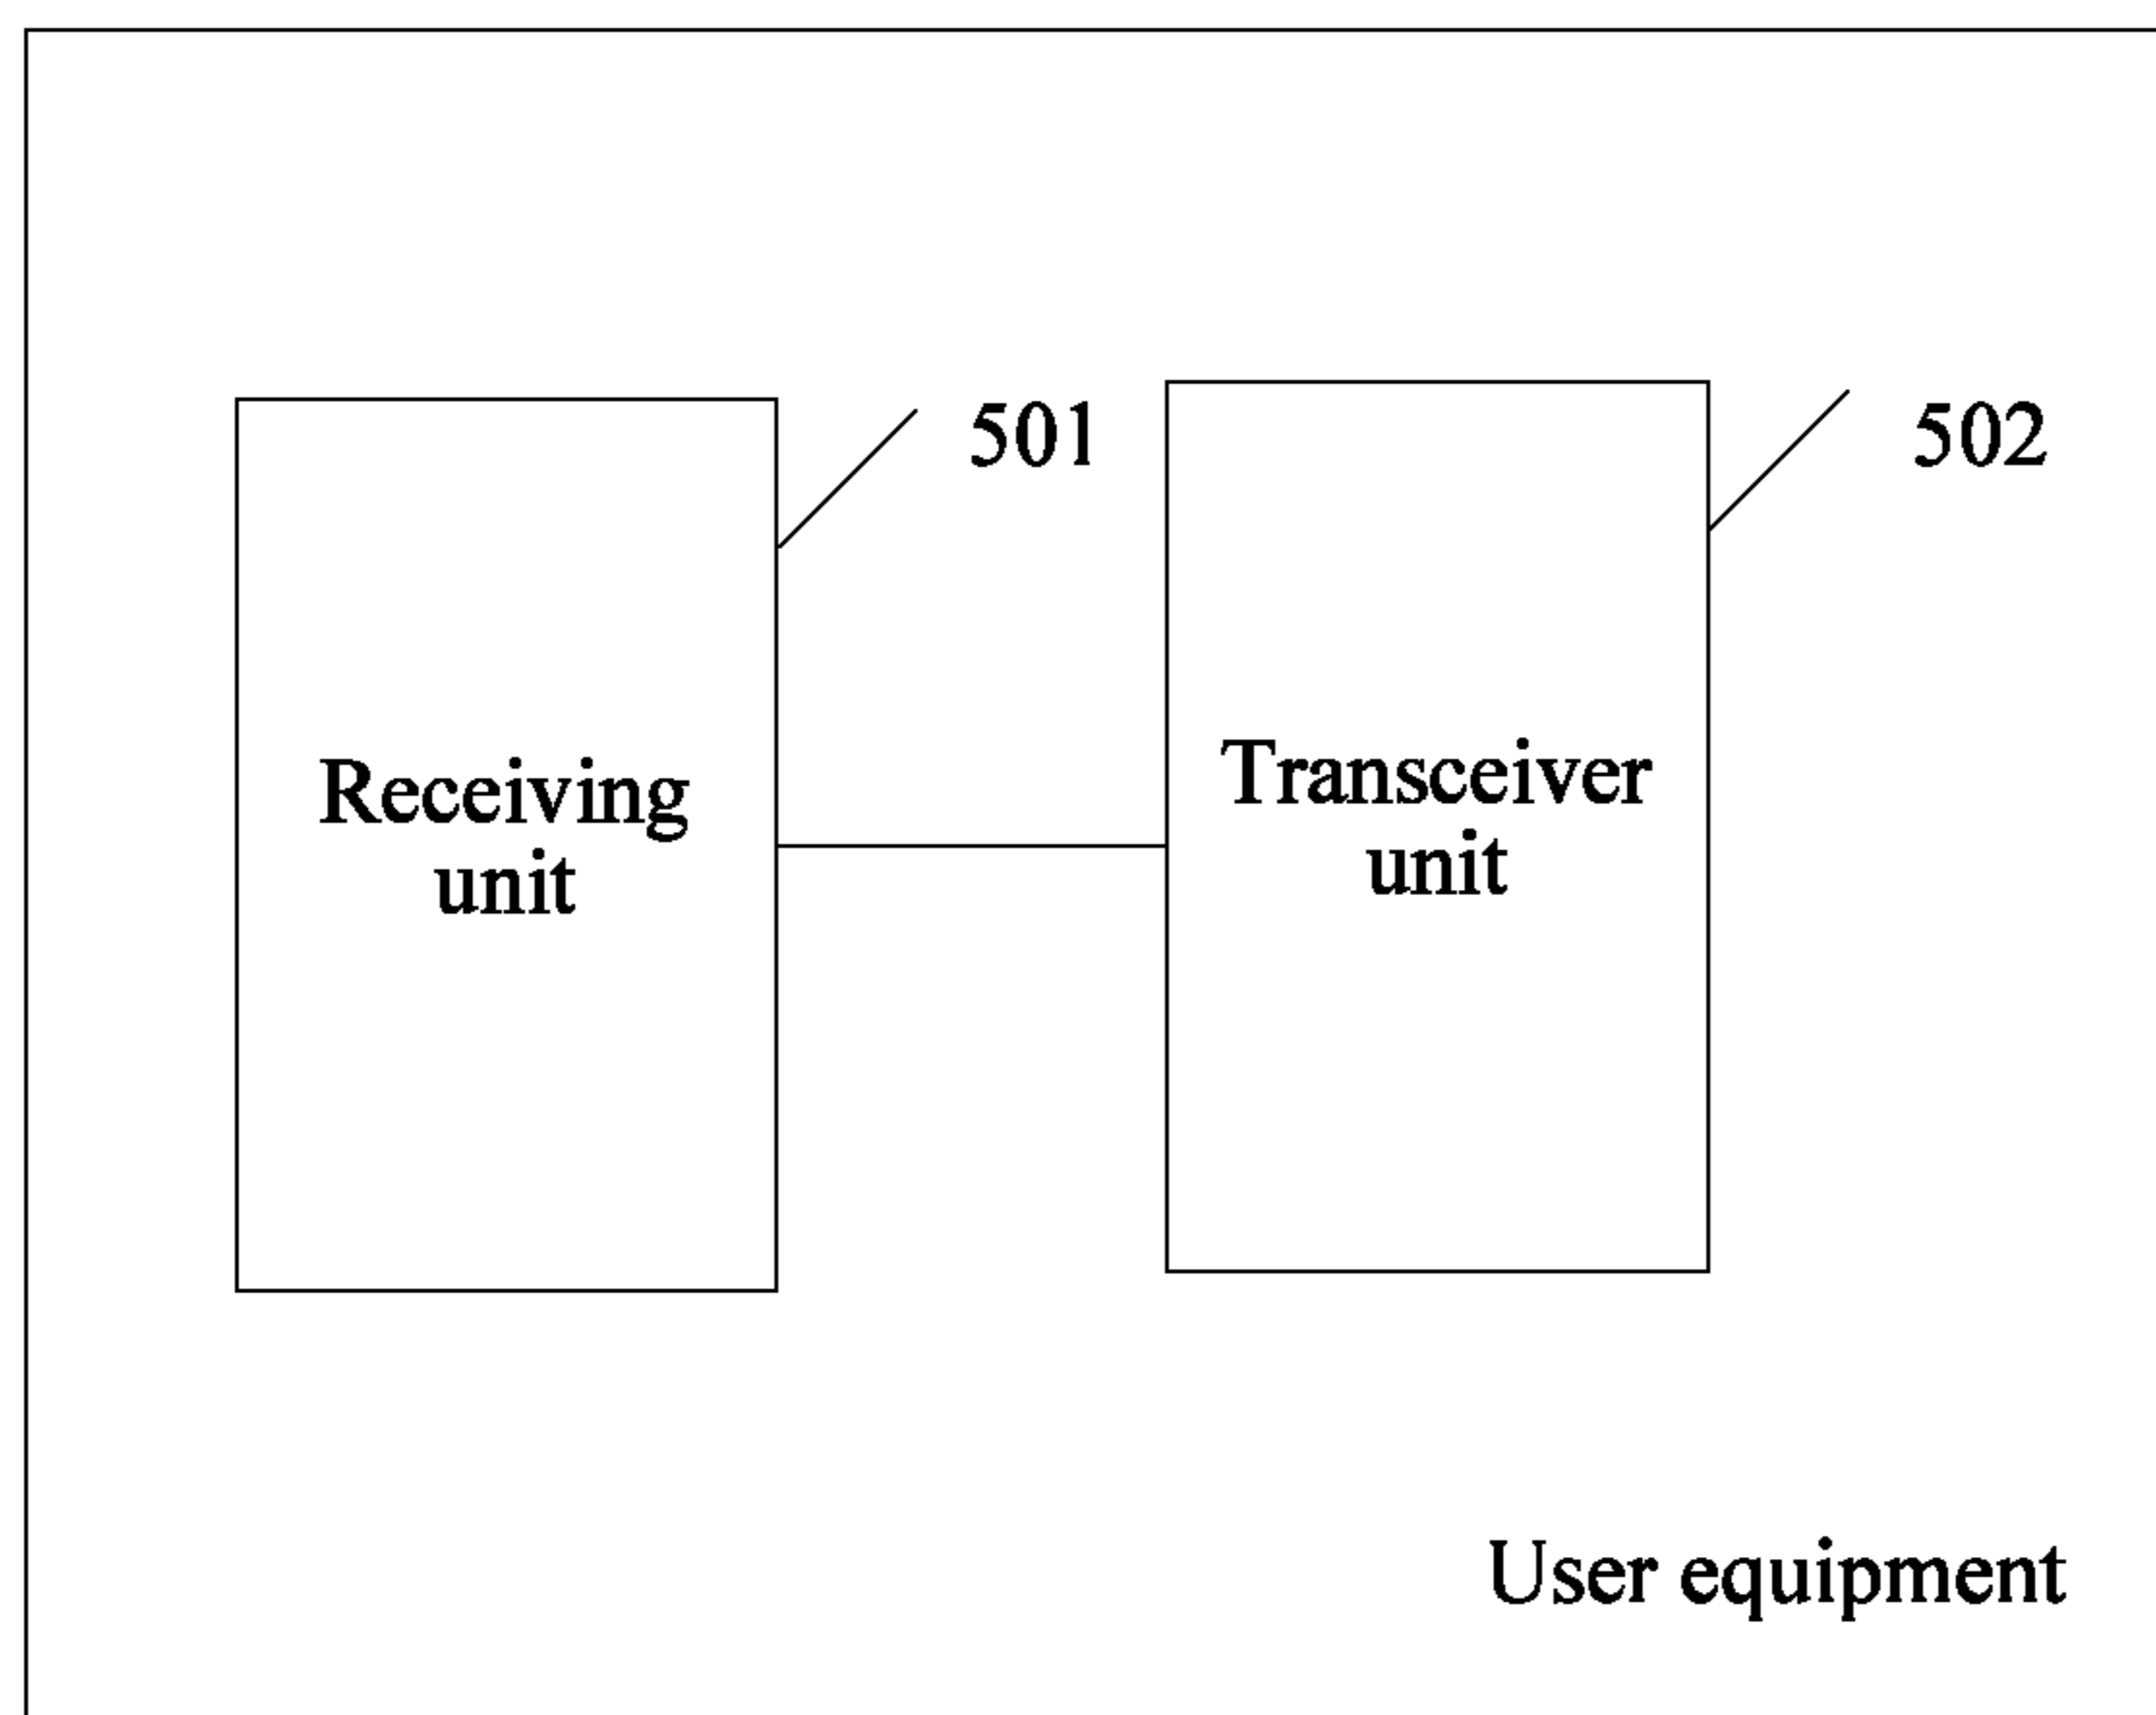 501
502
Receiving
unit
Transceiver
unit
User equipment